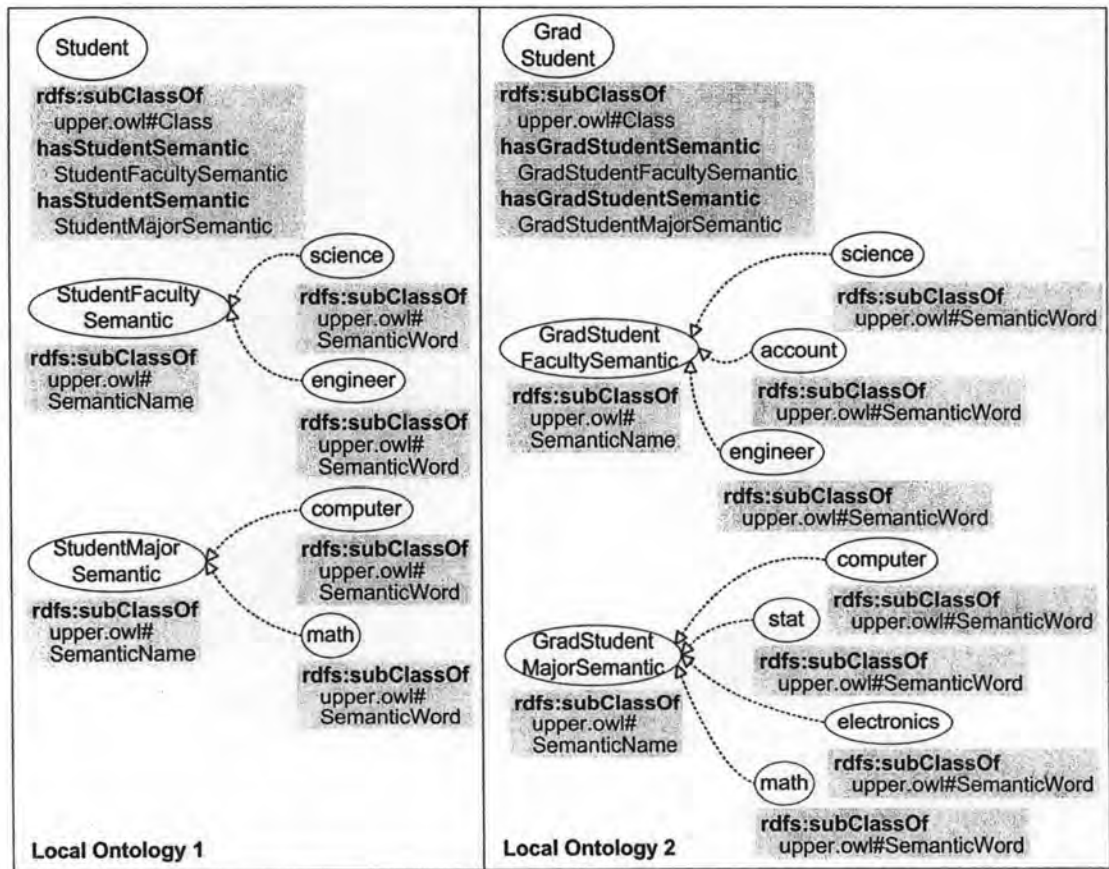 Student
rdfs:subClassOf
upper.owl#Class
hasStudentSemantic
StudentFacultySemantic
hasStudentSemantic
StudentMajorSemantic
science
rdfs:subClassOf
upper.owl#
SemanticWord
StudentFaculty
Semantic
rdfs:subClassOf
upper.owl#
SemanticName
engineer
rdfs:subClassOf
upper.owl#
SemanticWord
computer
rdfs:subClassOf
upper.owl#
SemanticWord
StudentMajor
Semantic
rdfs:subClassOf
upper.owl#
SemanticName
math
rdfs:subClassOf
upper.owl#
SemanticWord
Local Ontology 1
Grad
Student
rdfs:subClassOf
upper.owl#Class
hasGradStudentSemantic
GradStudentFacultySemantic
hasGradStudentSemantic
GradStudentMajorSemantic
science
rdfs:subClassOf
upper.owl#SemanticWord
GradStudent
FacultySemantic
rdfs:subClassOf
upper.owl#
SemanticName
account
rdfs:subClassOf
upper.owl#SemanticWord
engineer
rdfs:subClassOf
upper.owl#SemanticWord
computer
rdfs:subClassOf
upper.owl#SemanticWord
stat
rdfs:subClassOf
upper.owl#SemanticWord
GradStudent
MajorSemantic
rdfs:subClassOf
upper.owl#
SemanticName
electronics
rdfs:subClassOf
upper.owl#SemanticWord
math
rdfs:subClassOf
upper.owl#SemanticWord
Local Ontology 2